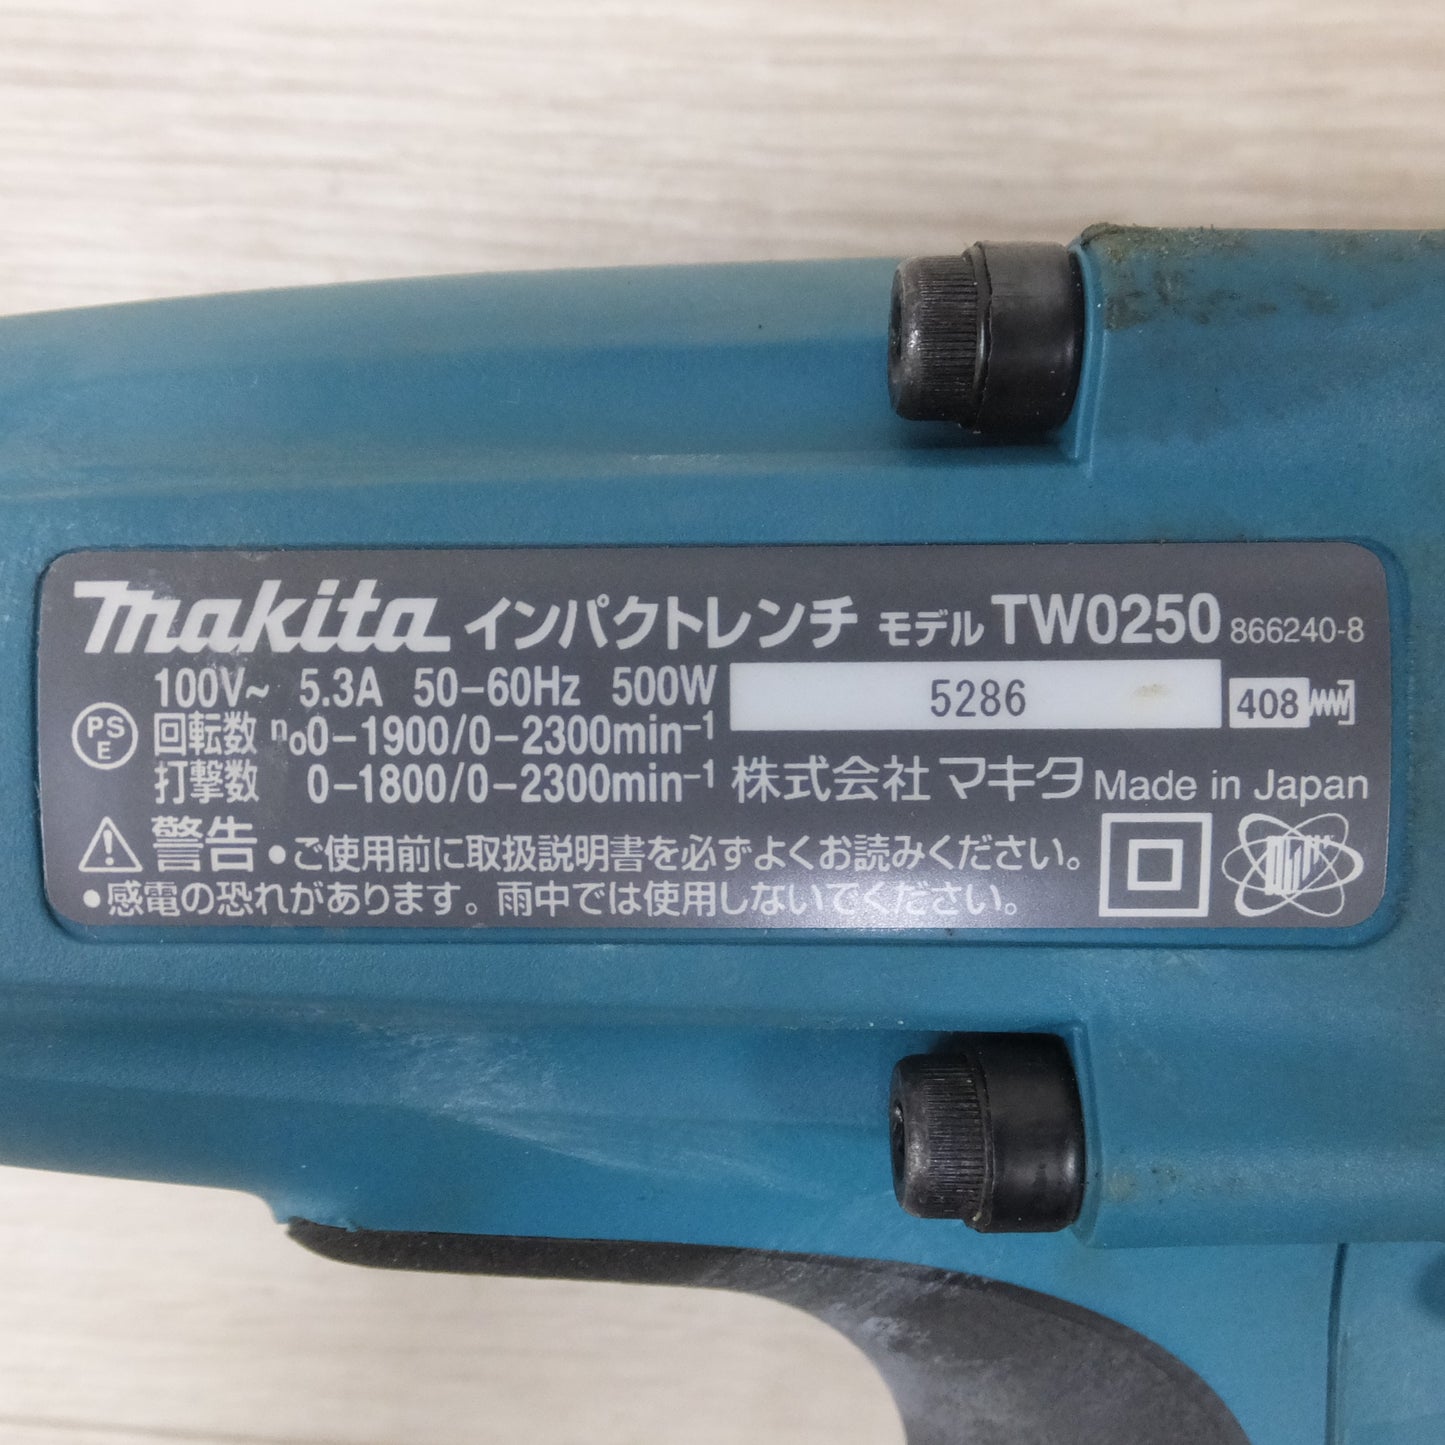 makita インパクトレンチ モデル TW0250 866240-8
100V~ 5.3A 50-60Hz 500W 5286 408
PSE
回転数 no0-1900/0-2300min-1
打撃数 0-1800/0-2300min-1 株式会社マキタ Made in Japan
警告 •ご使用前に取扱説明書を必ずよくお読みください。
•感電の恐れがあります。雨中では使用しないでください。